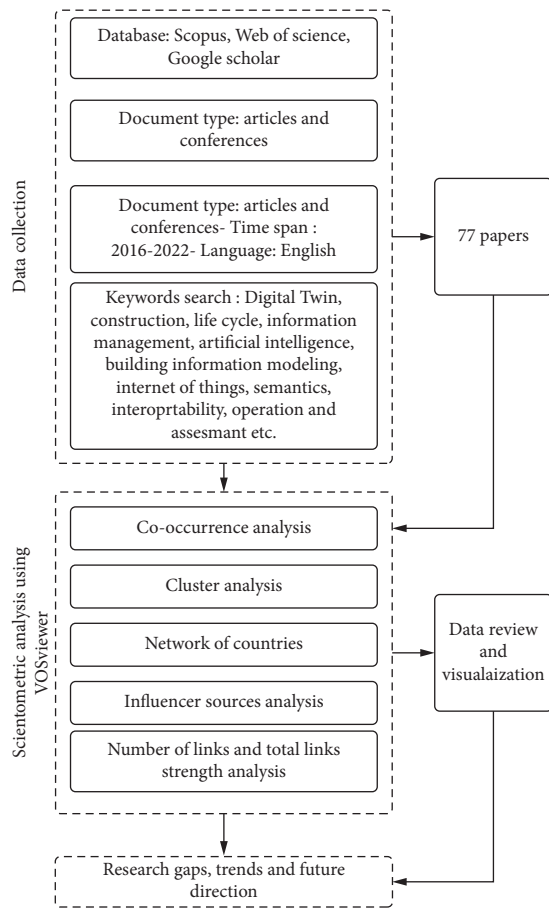 Data collection
Database: Scopus, Web of science,
Google scholar
Document type: articles and
conferences
Document type: articles and
conferences- Time span :
2016-2022- Language: English
Keywords search : Digital Twin,
construction, life cycle, information
management, artificial intelligence,
building information modeling,
internet of things, semantics,
interoprtability, operation and
assesmant etc.
77 papers
Scientometric analysis using
VOSviewer
Co-occurrence analysis
Cluster analysis
Network of countries
Influencer sources analysis
Number of links and total links
strength analysis
Data review
and
visualaization
Research gaps, trends and future
direction